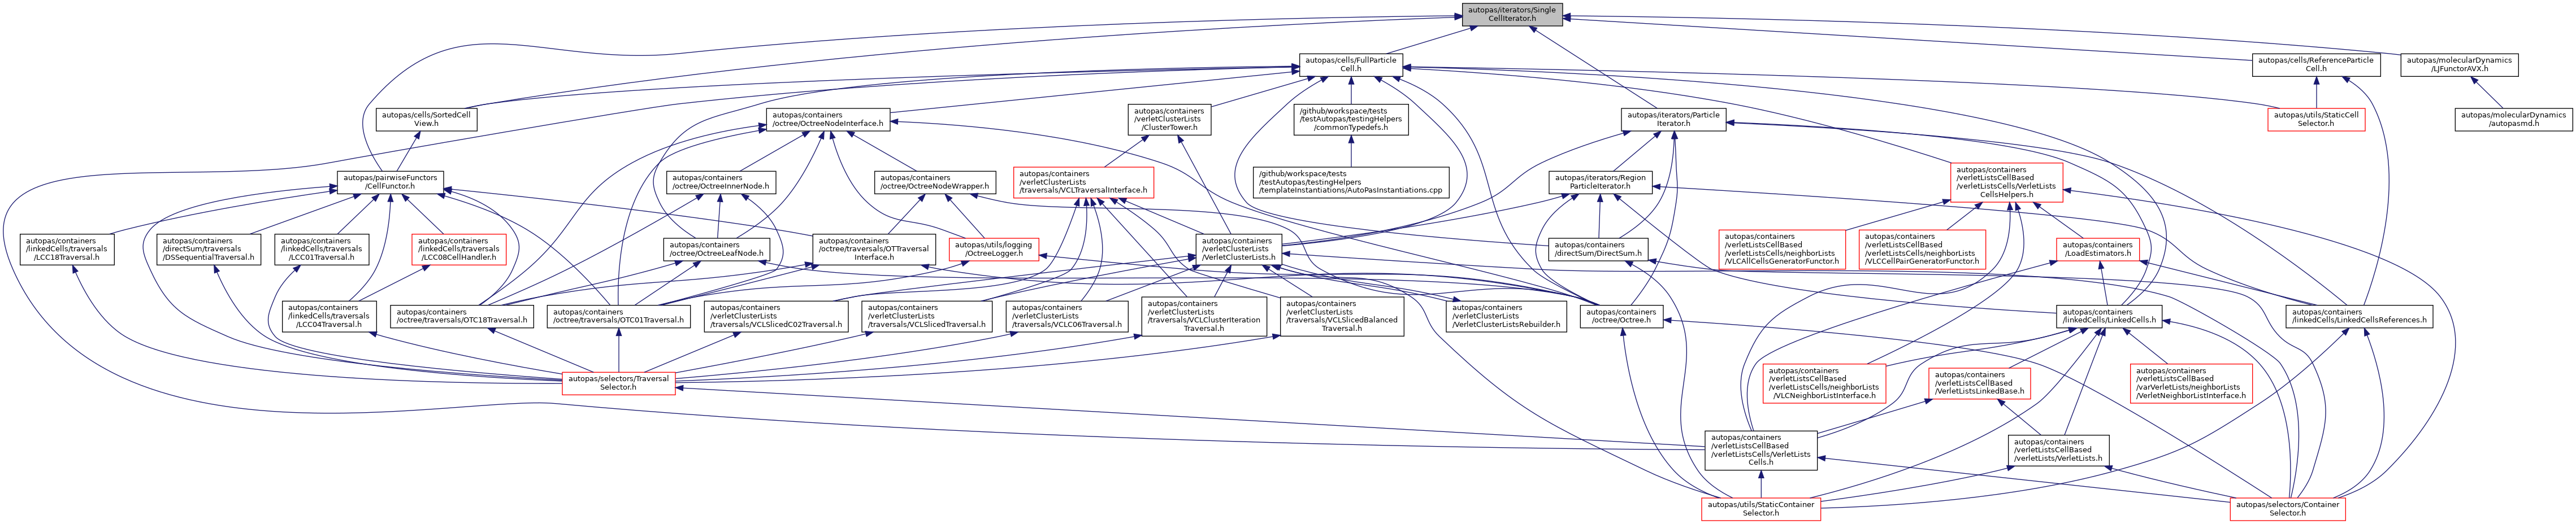 autopas/iterators/Single
CellIterator.h
autopas/cells/FullParticle
Cell.h
autopas/cells/ReferenceParticle
Cell.h
autopas/molecularDynamics
/LJFunctorAVX.h
autopas/cells/SortedCell
View.h
autopas/containers
/octree/OctreeNodeInterface.h
autopas/containers
/verletClusterLists
/ClusterTower.h
/github/workspace/tests
/testAutopas/testingHelpers
/commonTypedefs.h
autopas/iterators/Particle
Iterator.h
autopas/utils/StaticCell
Selector.h
autopas/molecularDynamics
/autopasmd.h
autopas/pairwiseFunctors
/CellFunctor.h
autopas/containers
/octree/OctreeInnerNode.h
autopas/containers
/octree/OctreeNodeWrapper.h
autopas/containers
/verletClusterLists
/traversals/VCLTraversalInterface.h
/github/workspace/tests
/testAutopas/testingHelpers
/templateInstantiations/AutoPasInstantiations.cpp
autopas/iterators/Region
ParticleIterator.h
autopas/containers
/verletListsCellBased
/verletListsCells/VerletLists
CellsHelpers.h
autopas/containers
/linkedCells/traversals
/LCC18Traversal.h
autopas/containers
/directSum/traversals
/DSSequentialTraversal.h
autopas/containers
/linkedCells/traversals
/LCC01Traversal.h
autopas/containers
/linkedCells/traversals
/LCC08CellHandler.h
autopas/containers
/octree/OctreeLeafNode.h
autopas/containers
/octree/traversals/OTTraversal
Interface.h
autopas/utils/logging
/OctreeLogger.h
autopas/containers
/verletClusterLists
/VerletClusterLists.h
autopas/containers
/directSum/DirectSum.h
autopas/containers
/verletListsCellBased
/verletListsCells/neighborLists
/VLCAllCellsGeneratorFunctor.h
autopas/containers
/verletListsCellBased
/verletListsCells/neighborLists
/VLCCellPairGeneratorFunctor.h
autopas/containers
/LoadEstimators.h
autopas/containers
/linkedCells/traversals
/LCC04Traversal.h
autopas/containers
/octree/traversals/OTC18Traversal.h
autopas/containers
/octree/traversals/OTC01Traversal.h
autopas/containers
/verletClusterLists
/traversals/VCLSlicedC02Traversal.h
autopas/containers
/verletClusterLists
/traversals/VCLSlicedTraversal.h
autopas/containers
/verletClusterLists
/traversals/VCLC06Traversal.h
autopas/containers
/verletClusterLists
/traversals/VCLClusterIteration
Traversal.h
autopas/containers
/verletClusterLists
/traversals/VCLSlicedBalanced
Traversal.h
autopas/containers
/verletClusterLists
/VerletClusterListsRebuilder.h
autopas/containers
/octree/Octree.h
autopas/containers
/linkedCells/LinkedCells.h
autopas/containers
/linkedCells/LinkedCellsReferences.h
autopas/selectors/Traversal
Selector.h
autopas/containers
/verletListsCellBased
/verletListsCells/neighborLists
/VLCNeighborListInterface.h
autopas/containers
/verletListsCellBased
/VerletListsLinkedBase.h
autopas/containers
/verletListsCellBased
/varVerletLists/neighborLists
/VerletNeighborListInterface.h
autopas/containers
/verletListsCellBased
/verletListsCells/VerletLists
Cells.h
autopas/containers
/verletListsCellBased
/verletLists/VerletLists.h
autopas/utils/StaticContainer
Selector.h
autopas/selectors/Container
Selector.h